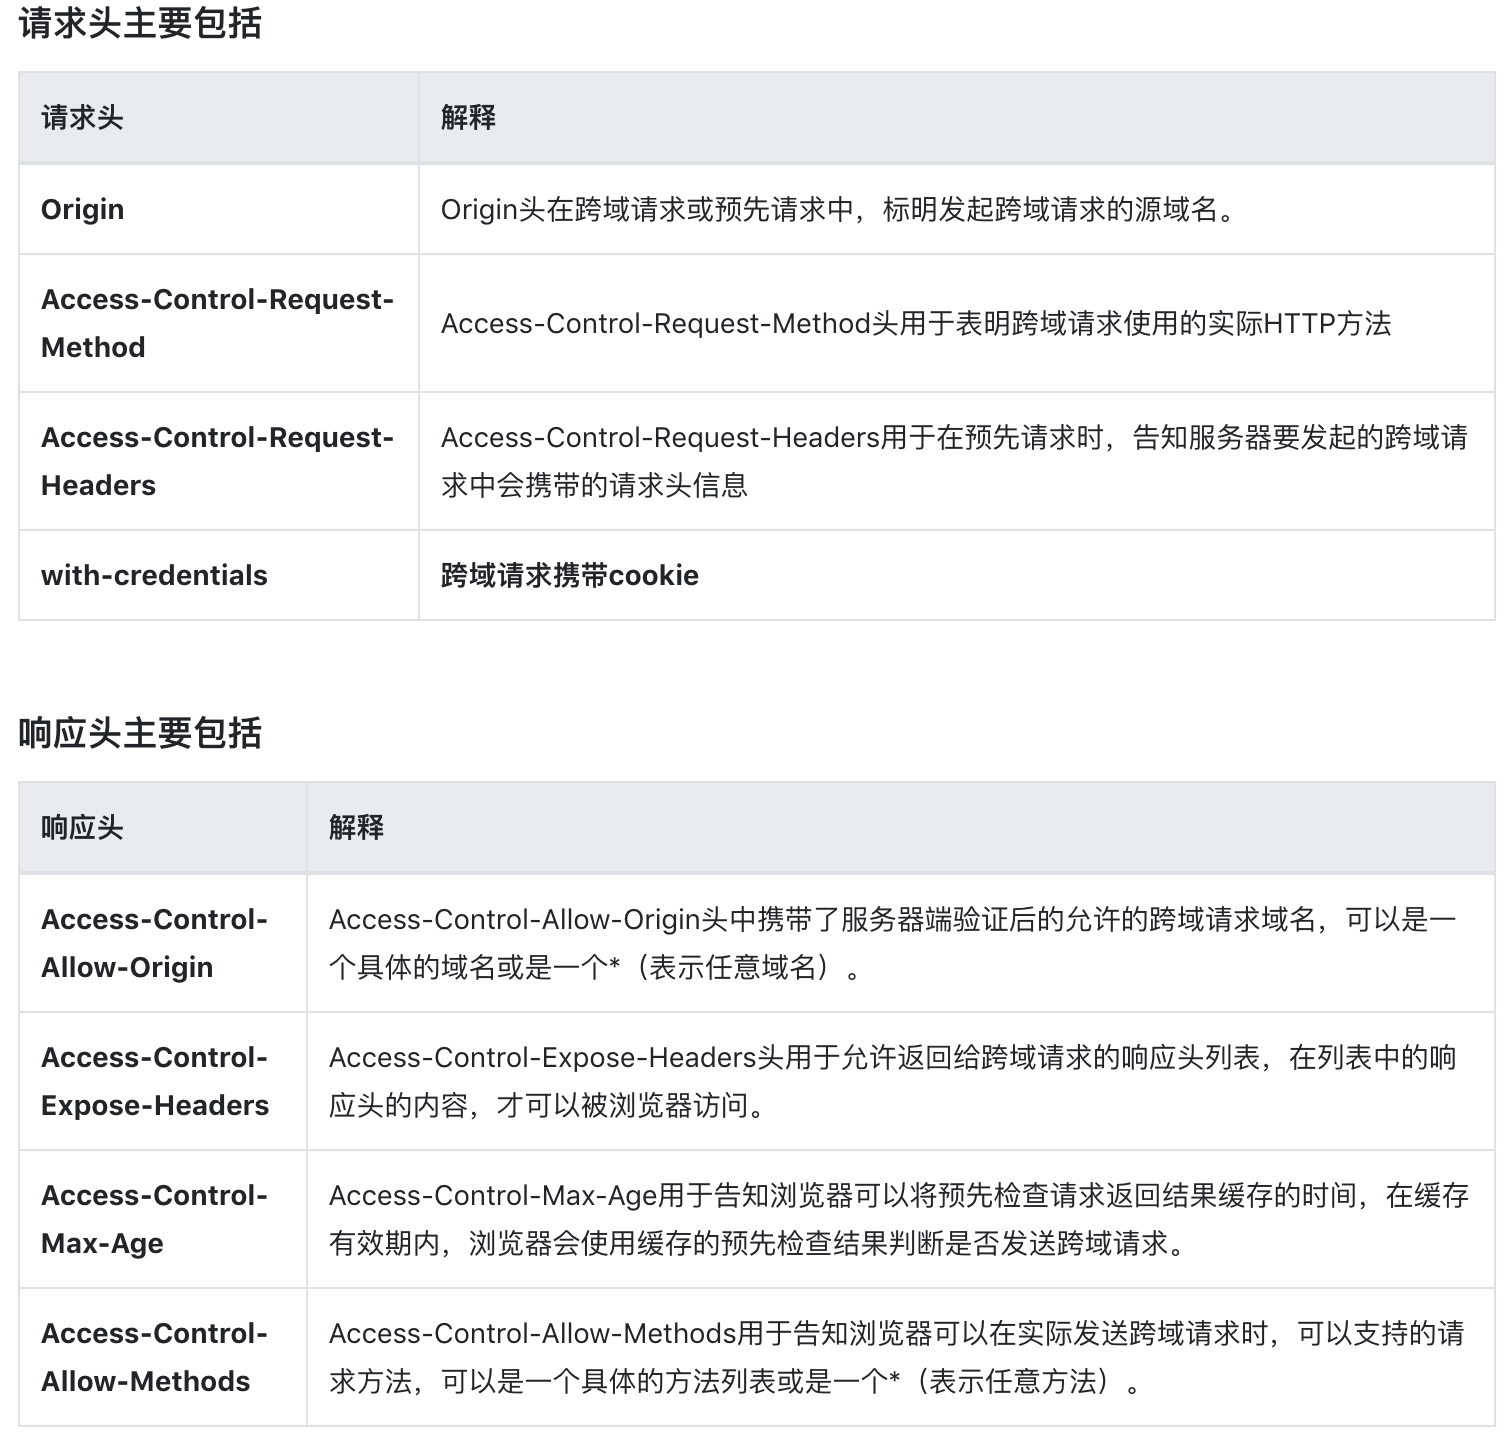 请求头主要包括
请求头
解释
Origin
Origin头在跨域请求或预先请求中，标明发起跨域请求的源域名。
Access-Control-Request-
Method
Access-Control-Request-Method头用于表明跨域请求使用的实际HTTP方法
Access-Control-Request-
Headers
Access-Control-Request-Headers用于在预先请求时，告知服务器要发起的跨域请
求中会携带的请求头信息
with-credentials
跨域请求携带cookie
响应头主要包括
响应头
解释
Access-Control-
Allow-Origin
Access-Control-Allow-Origin头中携带了服务器端验证后的允许的跨域请求域名，可以是一
个具体的域名或是一个*（表示任意域名）。
Access-Control-
Expose-Headers
Access-Control-Expose-Headers头用于允许返回给跨域请求的响应头列表，在列表中的响
应头的内容，才可以被浏览器访问。
Access-Control-
Max-Age
Access-Control-Max-Age用于告知浏览器可以将预先检查请求返回结果缓存的时间，在缓存
有效期内，浏览器会使用缓存的预先检查结果判断是否发送跨域请求。
Access-Control-
Allow-Methods
Access-Control-Allow-Methods用于告知浏览器可以在实际发送跨域请求时，可以支持的请
求方法，可以是一个具体的方法列表或是一个*（表示任意方法）。